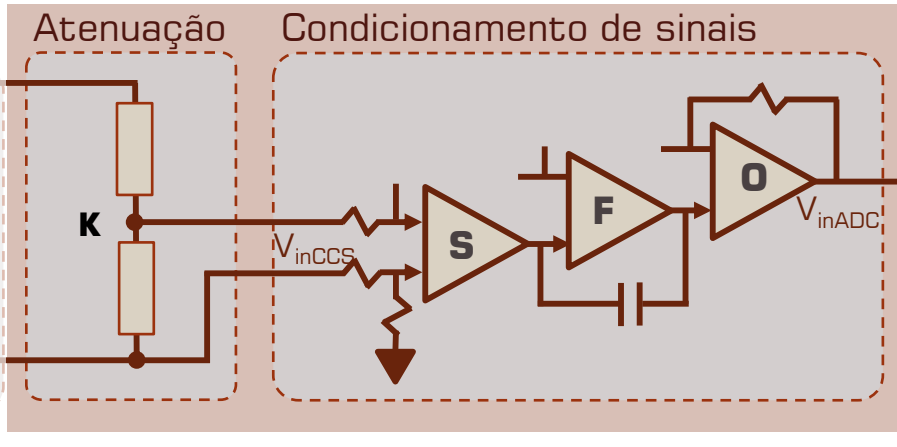 Atenuação
Condicionamento de sinais
K
VinCCS
S
F
O
VinADC